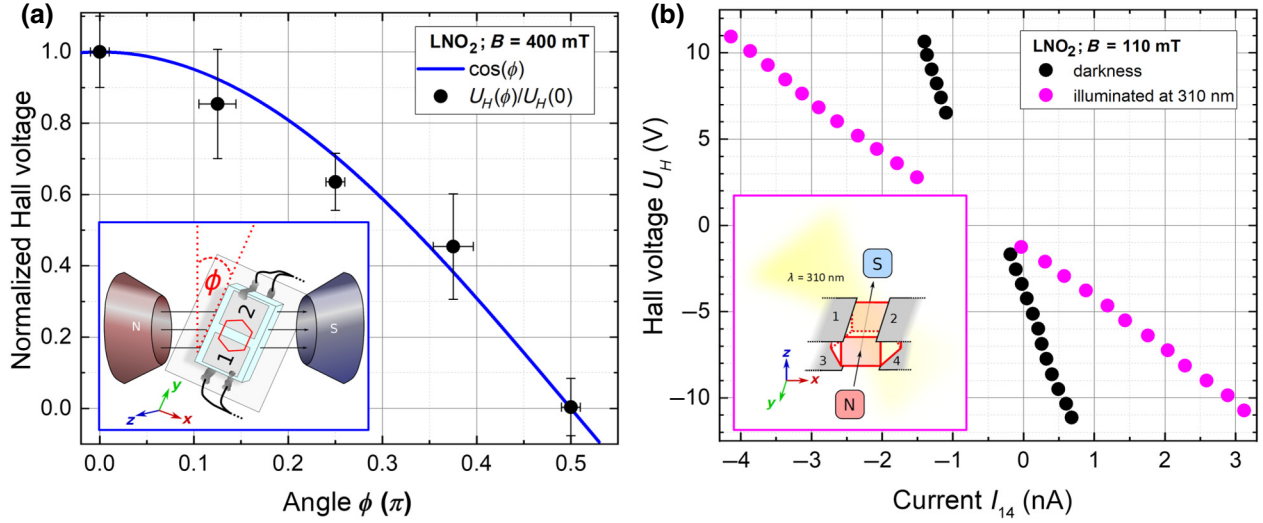 (a)
Normalized Hall voltage
1.0
0.8
0.6
0.4
0.2
0.0
LNO₂; B = 400 mT
cos(ϕ)
U_H(ϕ)/U_H(0)
ϕ
N
S
1
2
y
z
x
0.0 0.1 0.2 0.3 0.4 0.5
Angle ϕ (π)
(b)
Hall voltage U_H (V)
10
5
0
−5
−10
LNO₂; B = 110 mT
darkness
illuminated at 310 nm
λ = 310 nm
S
1
2
3
4
N
z
x
y
−4 −3 −2 −1 0 1 2 3
Current I₁₄ (nA)